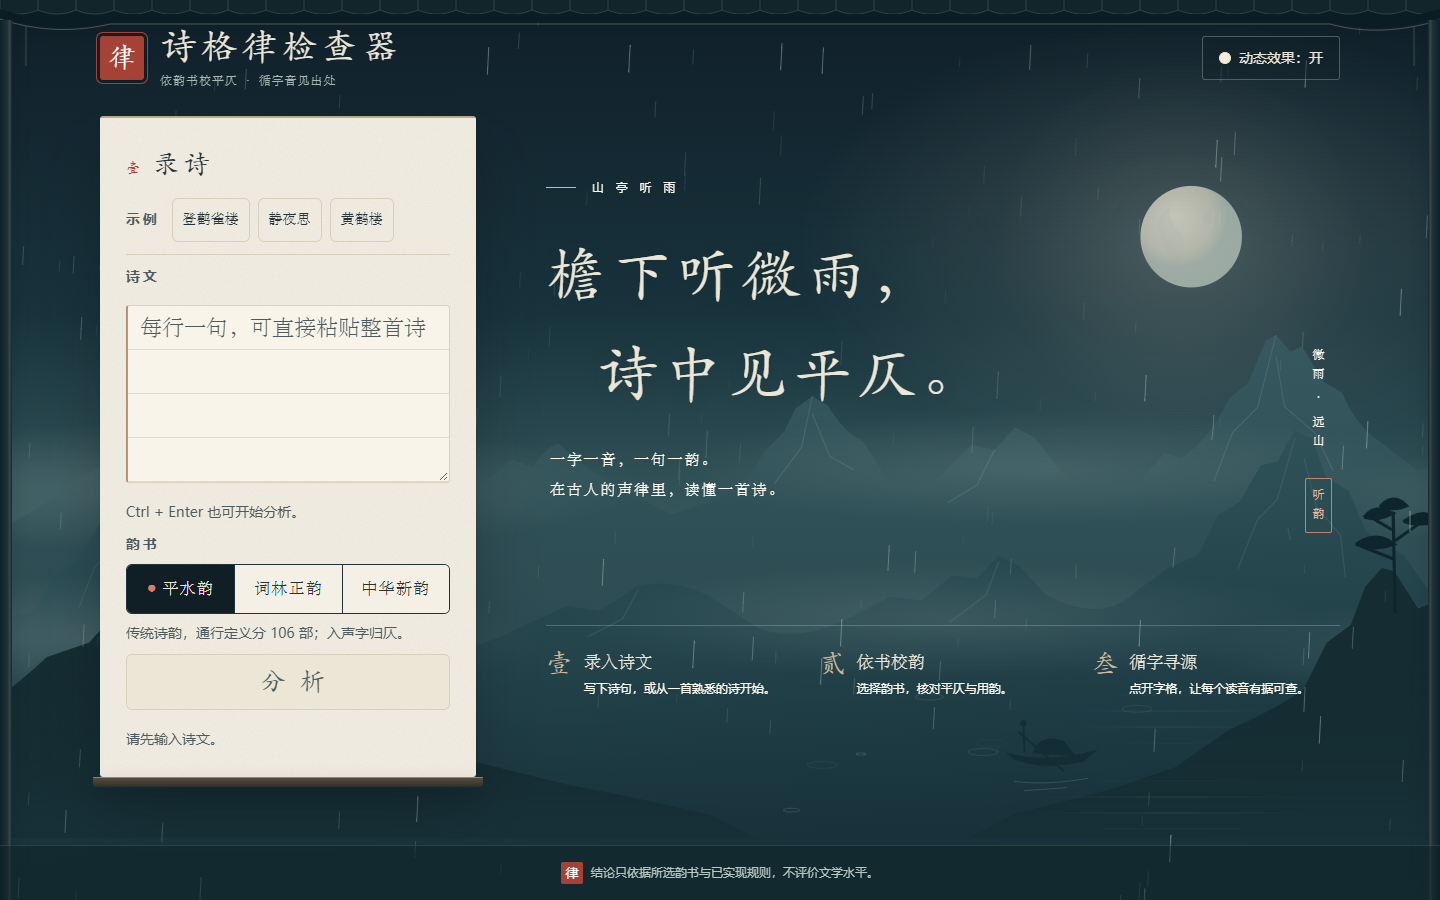 律
诗格律检查器
依韵书校平仄 · 循字音见出处
动态效果：开
壹 录诗
示例 登鹳雀楼 静夜思 黄鹤楼
诗文
每行一句，可直接粘贴整首诗
Ctrl + Enter 也可开始分析。
韵书
平水韵 词林正韵 中华新韵
传统诗韵，通行定义分 106 部；入声字归仄。
分析
请先输入诗文。
山亭听雨
檐下听微雨，
诗中见平仄。
一字一音，一句一韵。
在古人的声律里，读懂一首诗。
微雨·远山
听韵
壹 录入诗文
写下诗句，或从一首熟悉的诗开始。
贰 依书校韵
选择韵书，核对平仄与用韵。
叁 循字寻源
点开字格，让每个读音有据可查。
律 结论只依据所选韵书与已实现规则，不评价文学水平。